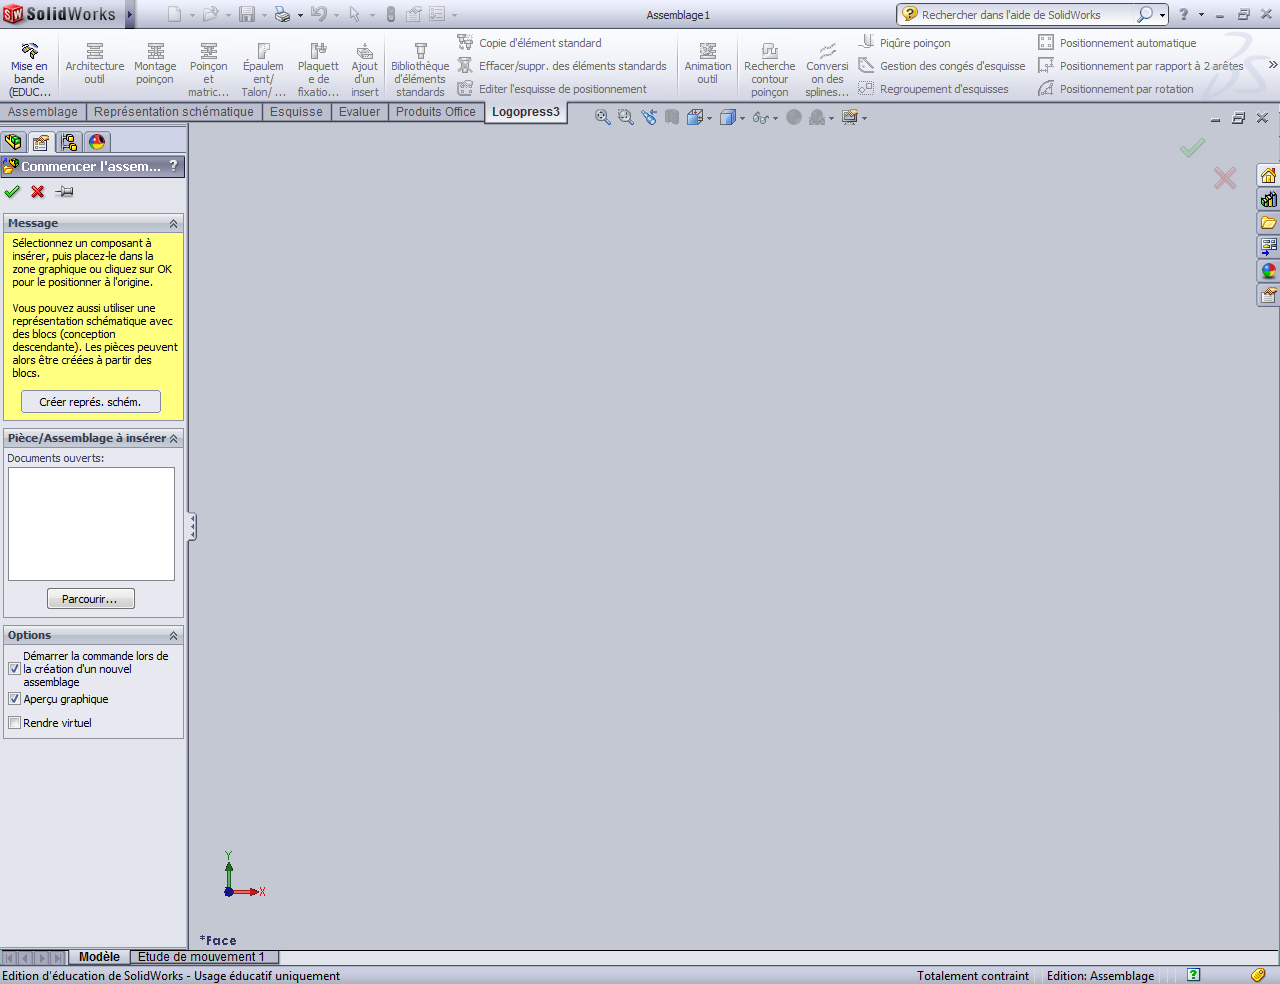 SolidWorks
Assemblage1
Rechercher dans l'aide de SolidWorks
Mise en
bande
(EDUC...
Architecture
outil
Montage
poinçon
Poinçon
et
matric...
Épaulem
ent/
Talon/ ...
Plaquett
e de
fixatio...
Ajout
d'un
insert
Bibliothèque
d'éléments
standards
Copie d'élément standard
Effacer/suppr. des éléments standards
Editer l'esquisse de positionnement
Animation
outil
Recherche
contour
poinçon
Conversi
on des
splines...
Piqûre poinçon
Gestion des congés d'esquisse
Regroupement d'esquisses
Positionnement automatique
Positionnement par rapport à 2 arêtes
Positionnement par rotation
Assemblage
Représentation schématique
Esquisse
Evaluer
Produits Office
Logopress3
Commencer l'assem... ?
Message
Sélectionnez un composant à
insérer, puis placez-le dans la
zone graphique ou cliquez sur OK
pour le positionner à l'origine.
Vous pouvez aussi utiliser une
représentation schématique avec
des blocs (conception
descendante). Les pièces peuvent
alors être créées à partir des
blocs.
Créer représ. schém.
Pièce/Assemblage à insérer
Documents ouverts:
Parcourir...
Options
Démarrer la commande lors de
la création d'un nouvel
assemblage
Aperçu graphique
Rendre virtuel
Y
X
*Face
Modèle
Etude de mouvement 1
Edition d'éducation de SolidWorks - Usage éducatif uniquement
Totalement contraint
Edition: Assemblage